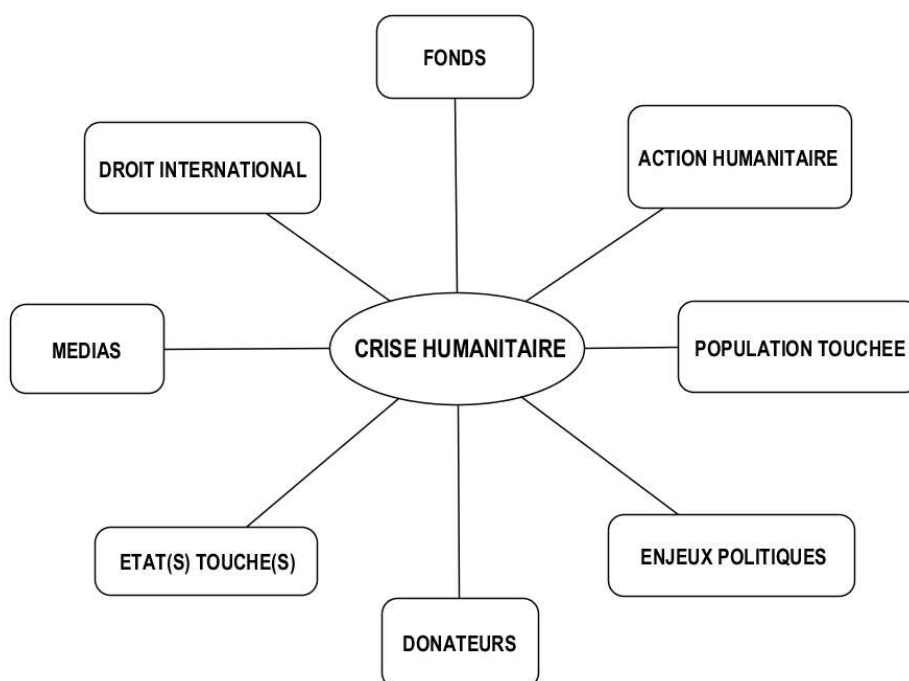 FONDS
DROIT INTERNATIONAL
ACTION HUMANITAIRE
MEDIAS
CRISE HUMANITAIRE
POPULATION TOUCHEE
ETAT(S) TOUCHE(S)
ENJEUX POLITIQUES
DONATEURS